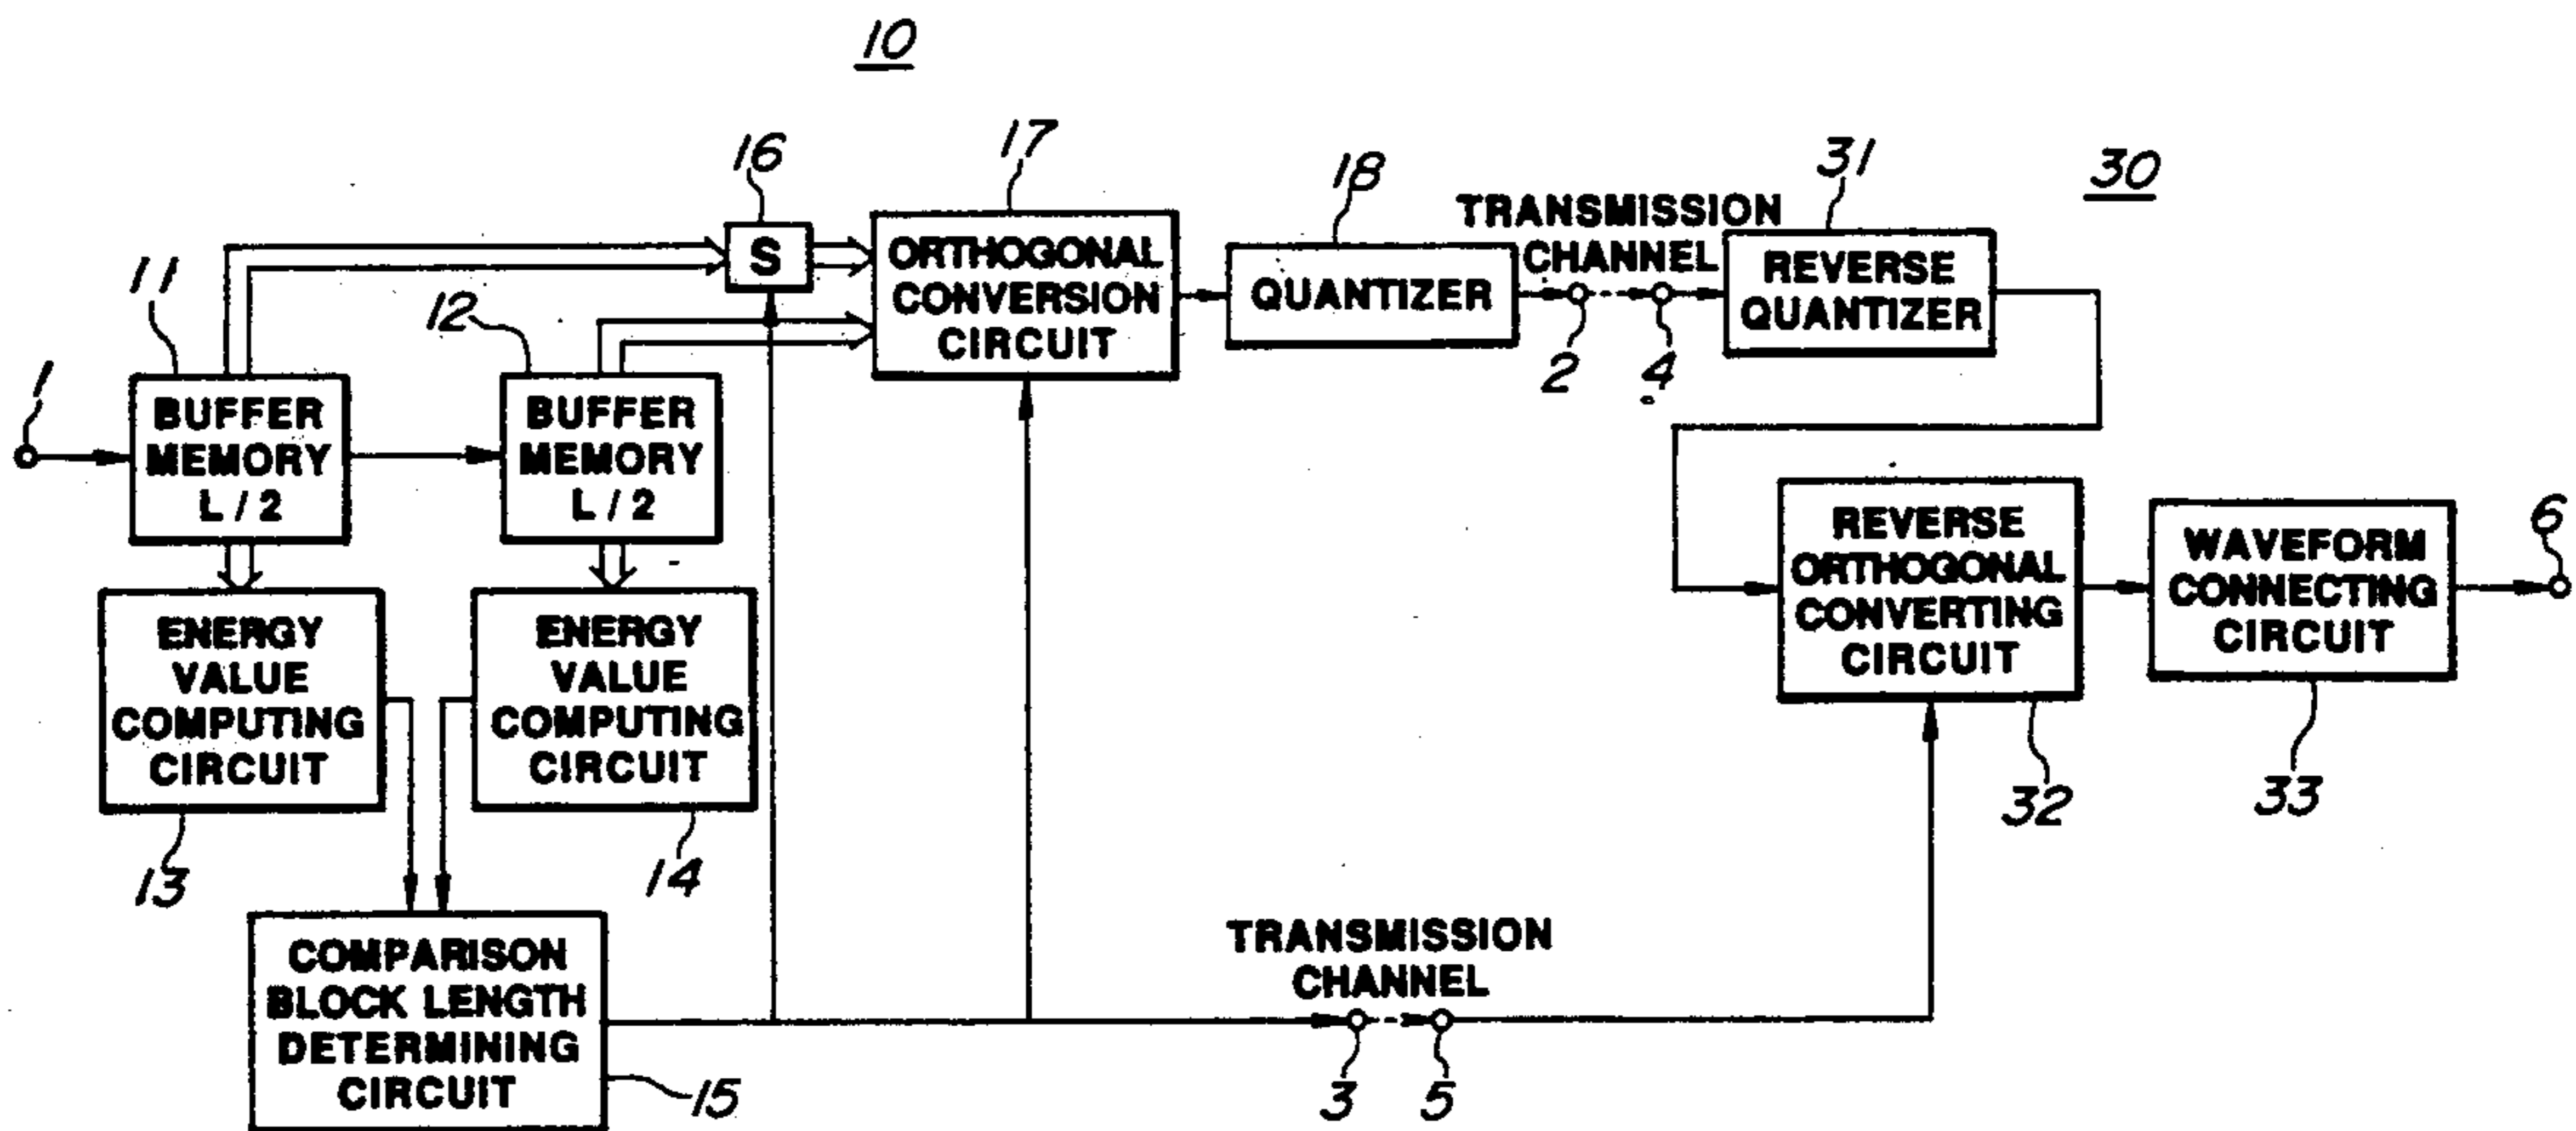 10
16
17
18
31
30
TRANSMISSION
CHANNEL
11
12
1
S
ORTHOGONAL
CONVERSION
CIRCUIT
QUANTIZER
2
4
REVERSE
QUANTIZER
BUFFER
MEMORY
L/2
BUFFER
MEMORY
L/2
ENERGY
VALUE
COMPUTING
CIRCUIT
13
ENERGY
VALUE
COMPUTING
CIRCUIT
14
REVERSE
ORTHOGONAL
CONVERTING
CIRCUIT
32
WAVEFORM
CONNECTING
CIRCUIT
33
6
COMPARISON
BLOCK LENGTH
DETERMINING
CIRCUIT
15
TRANSMISSION
CHANNEL
3
5